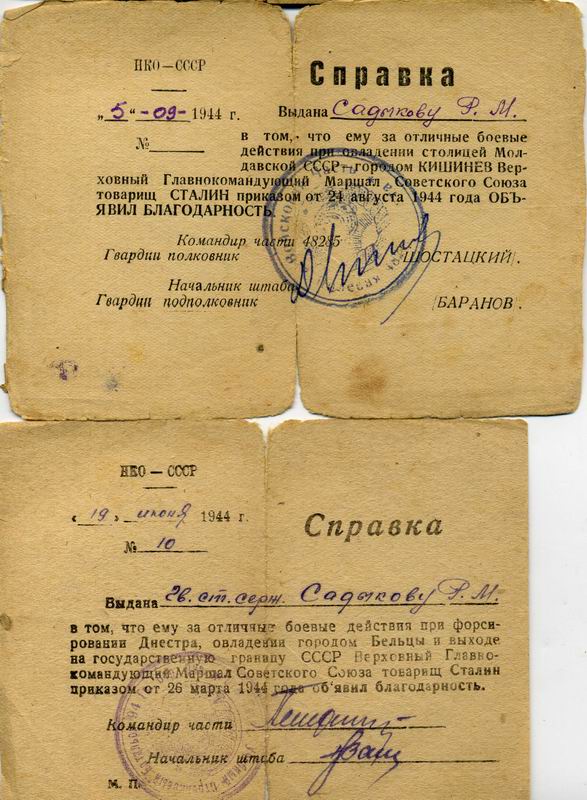 НКО—СССР
Справка
„5“ -09- 1944 г.
Выдана Садыкову Р. М.
№
в том, что ему за отличные боевые
действия при овладении столицей Мол-
давской ССР—городом КИШИНЕВ Вер-
ховный Главнокомандующий Маршал Советского Союза
товарищ СТАЛИН приказом от 24 августа 1944 года ОБЪ-
ЯВИЛ БЛАГОДАРНОСТЬ.
Командир части 48285
Гвардии полковник /ШОСТАЦКИЙ/.
Начальник штаба
Гвардии подполковник /БАРАНОВ/.
НКО — СССР
« 19 » июня 1944 г.
Справка
№ 10
Выдана Гв. ст. серж. Садыкову Р. М.
в том, что ему за отличные боевые действия при форси-
ровании Днестра, овладении городом Бельцы и выходе
на государственную границу СССР Верховный Главно-
командующий Маршал Советского Союза товарищ Сталин
приказом от 26 марта 1944 года об'явил благодарность.
Командир части
Начальник штаба
М. П.